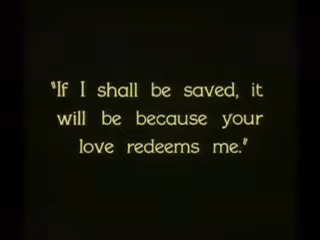 "If I shall be saved, it
will be because your
love redeems me."